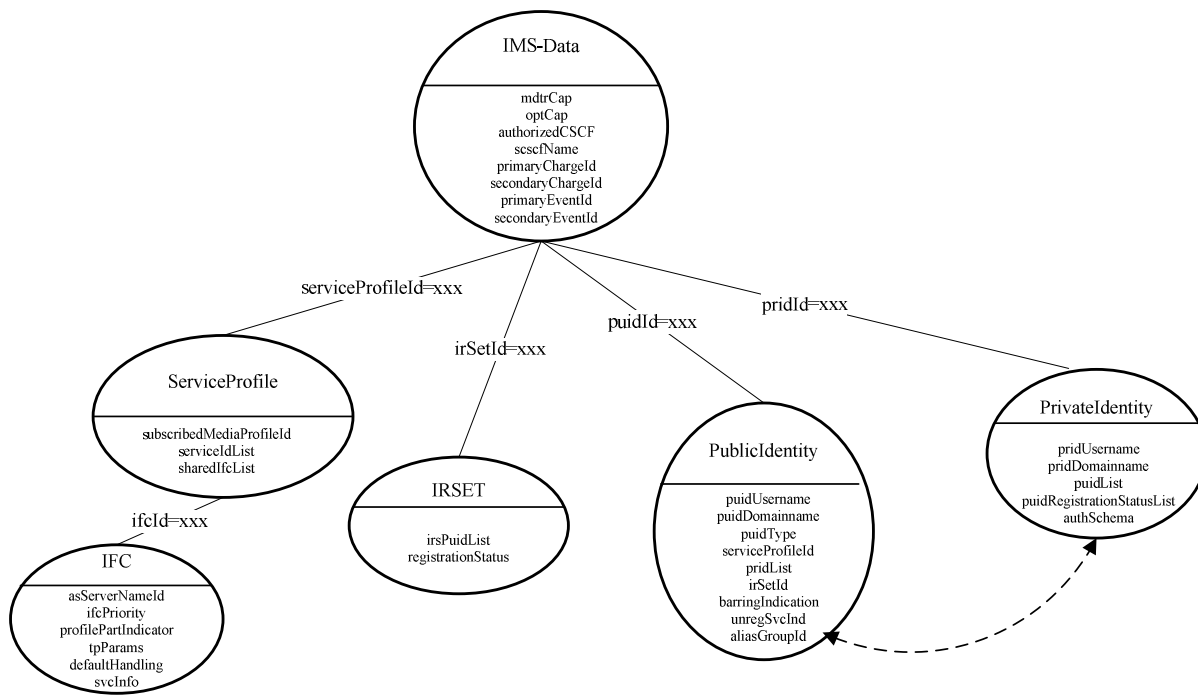 IMS-Data
mdtrCap
optCap
authorizedCSCF
scscfName
primaryChargeId
secondaryChargeId
primaryEventId
secondaryEventId
serviceProfileId=xxx
irSetId=xxx
puidId=xxx
pridId=xxx
ServiceProfile
subscribedMediaProfileId
serviceIdList
sharedIfcList
ifcId=xxx
IFC
asServerNameId
ifcPriority
profilePartIndicator
tpParams
defaultHandling
svcInfo
IRSET
irsPuidList
registrationStatus
PublicIdentity
puidUsername
puidDomainname
puidType
serviceProfileId
pridList
irSetId
barringIndication
unregSvcInd
aliasGroupId
PrivateIdentity
pridUsername
pridDomainname
puidList
puidRegistrationStatusList
authSchema